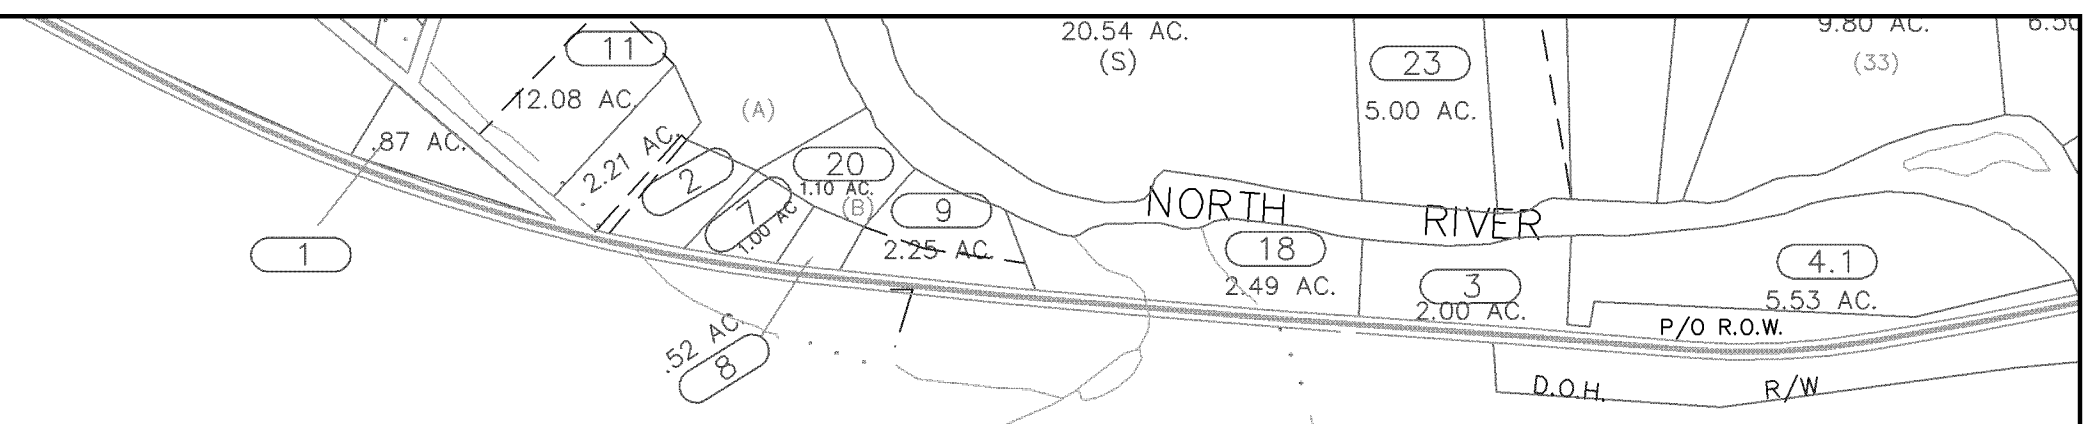 20.54 AC.
(S)
9.80 AC.
(33)
11
12.08 AC.
23
5.00 AC.
(A)
.87 AC.
2.21 AC.
2
20
1.10 AC.
(B)
7
1.00 AC
9
2.25 AC.
NORTH RIVER
1
18
2.49 AC.
3
2.00 AC.
4.1
5.53 AC.
P/O R.O.W.
.52 AC.
8
D.O.H. R/W